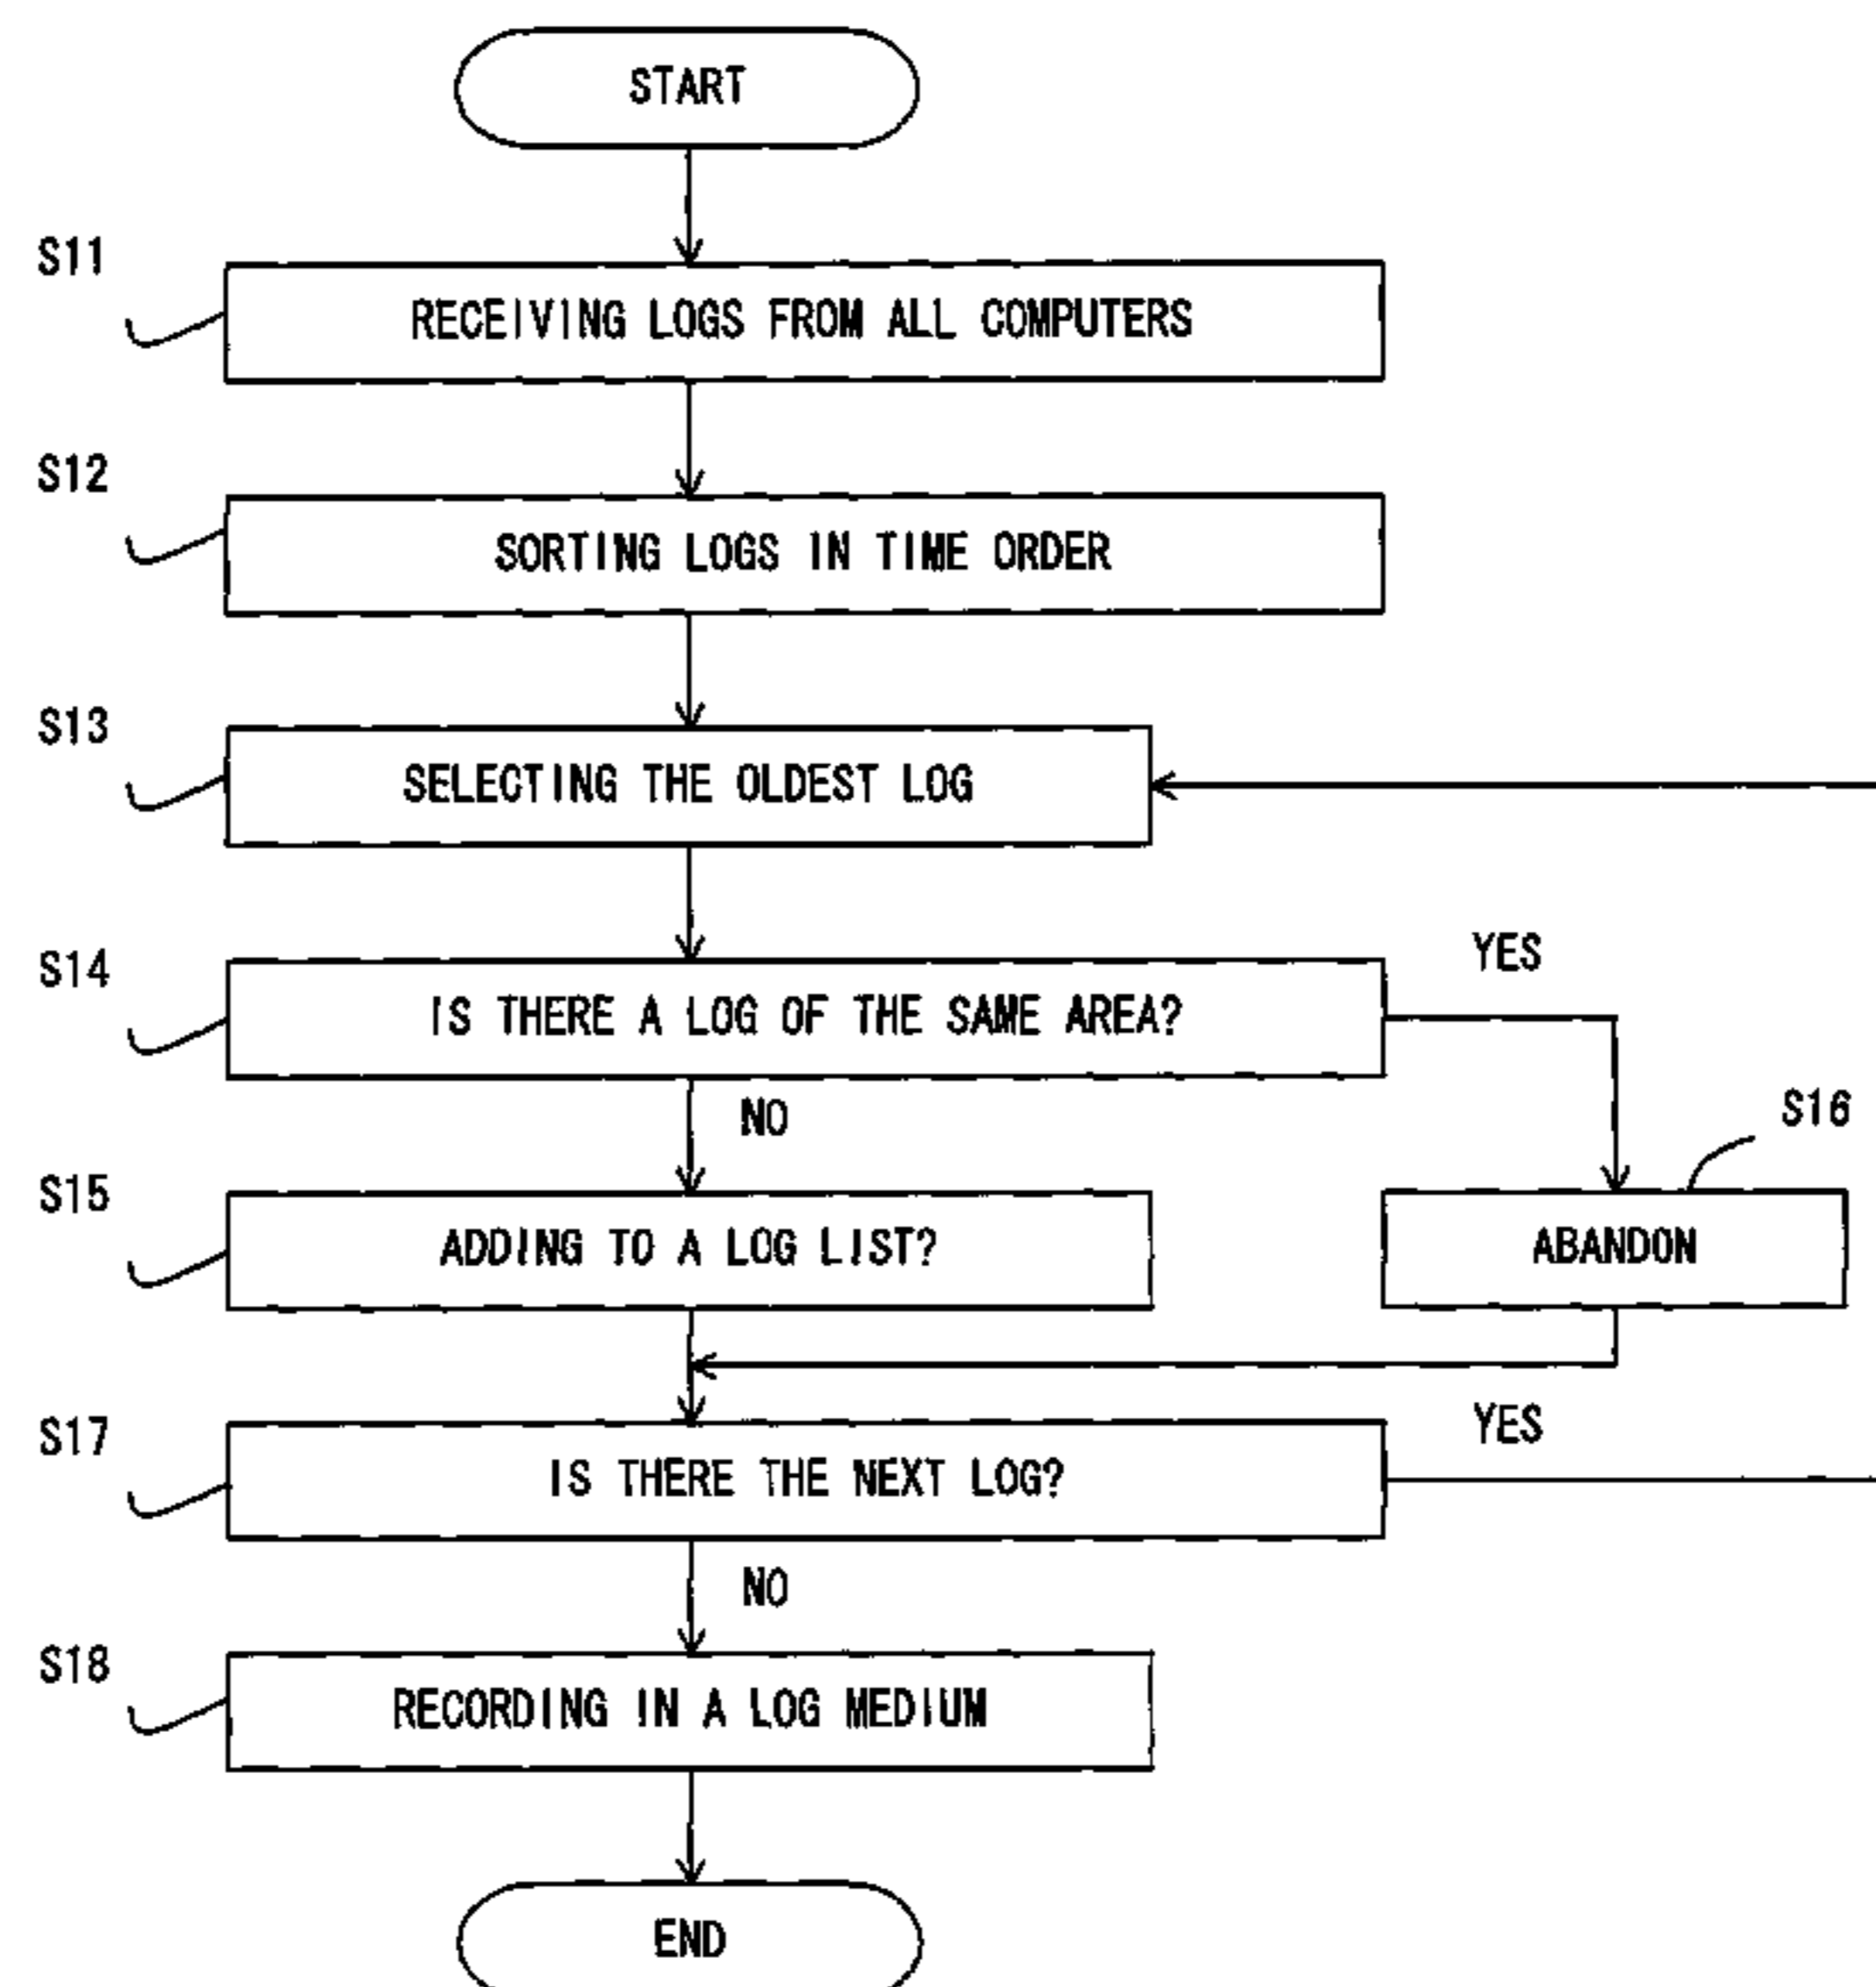 START
S11
RECEIVING LOGS FROM ALL COMPUTERS
S12
SORTING LOGS IN TIME ORDER
S13
SELECTING THE OLDEST LOG
S14
IS THERE A LOG OF THE SAME AREA?
YES
NO
S16
S15
ADDING TO A LOG LIST?
ABANDON
S17
IS THERE THE NEXT LOG?
YES
NO
S18
RECORDING IN A LOG MEDIUM
END